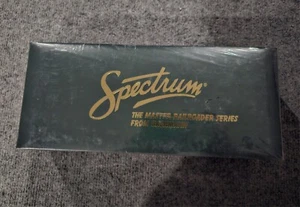 Spectrum®
THE MASTER RAILROADER SERIES
FROM